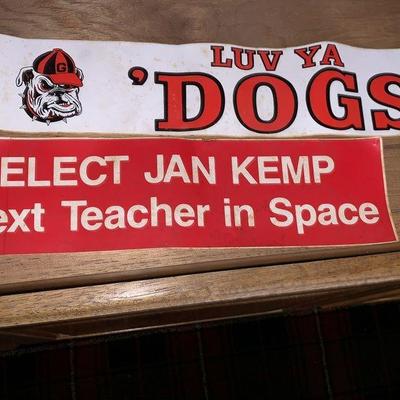 G
LUV YA
'DOGS
ELECT JAN KEMP
ext Teacher in Space